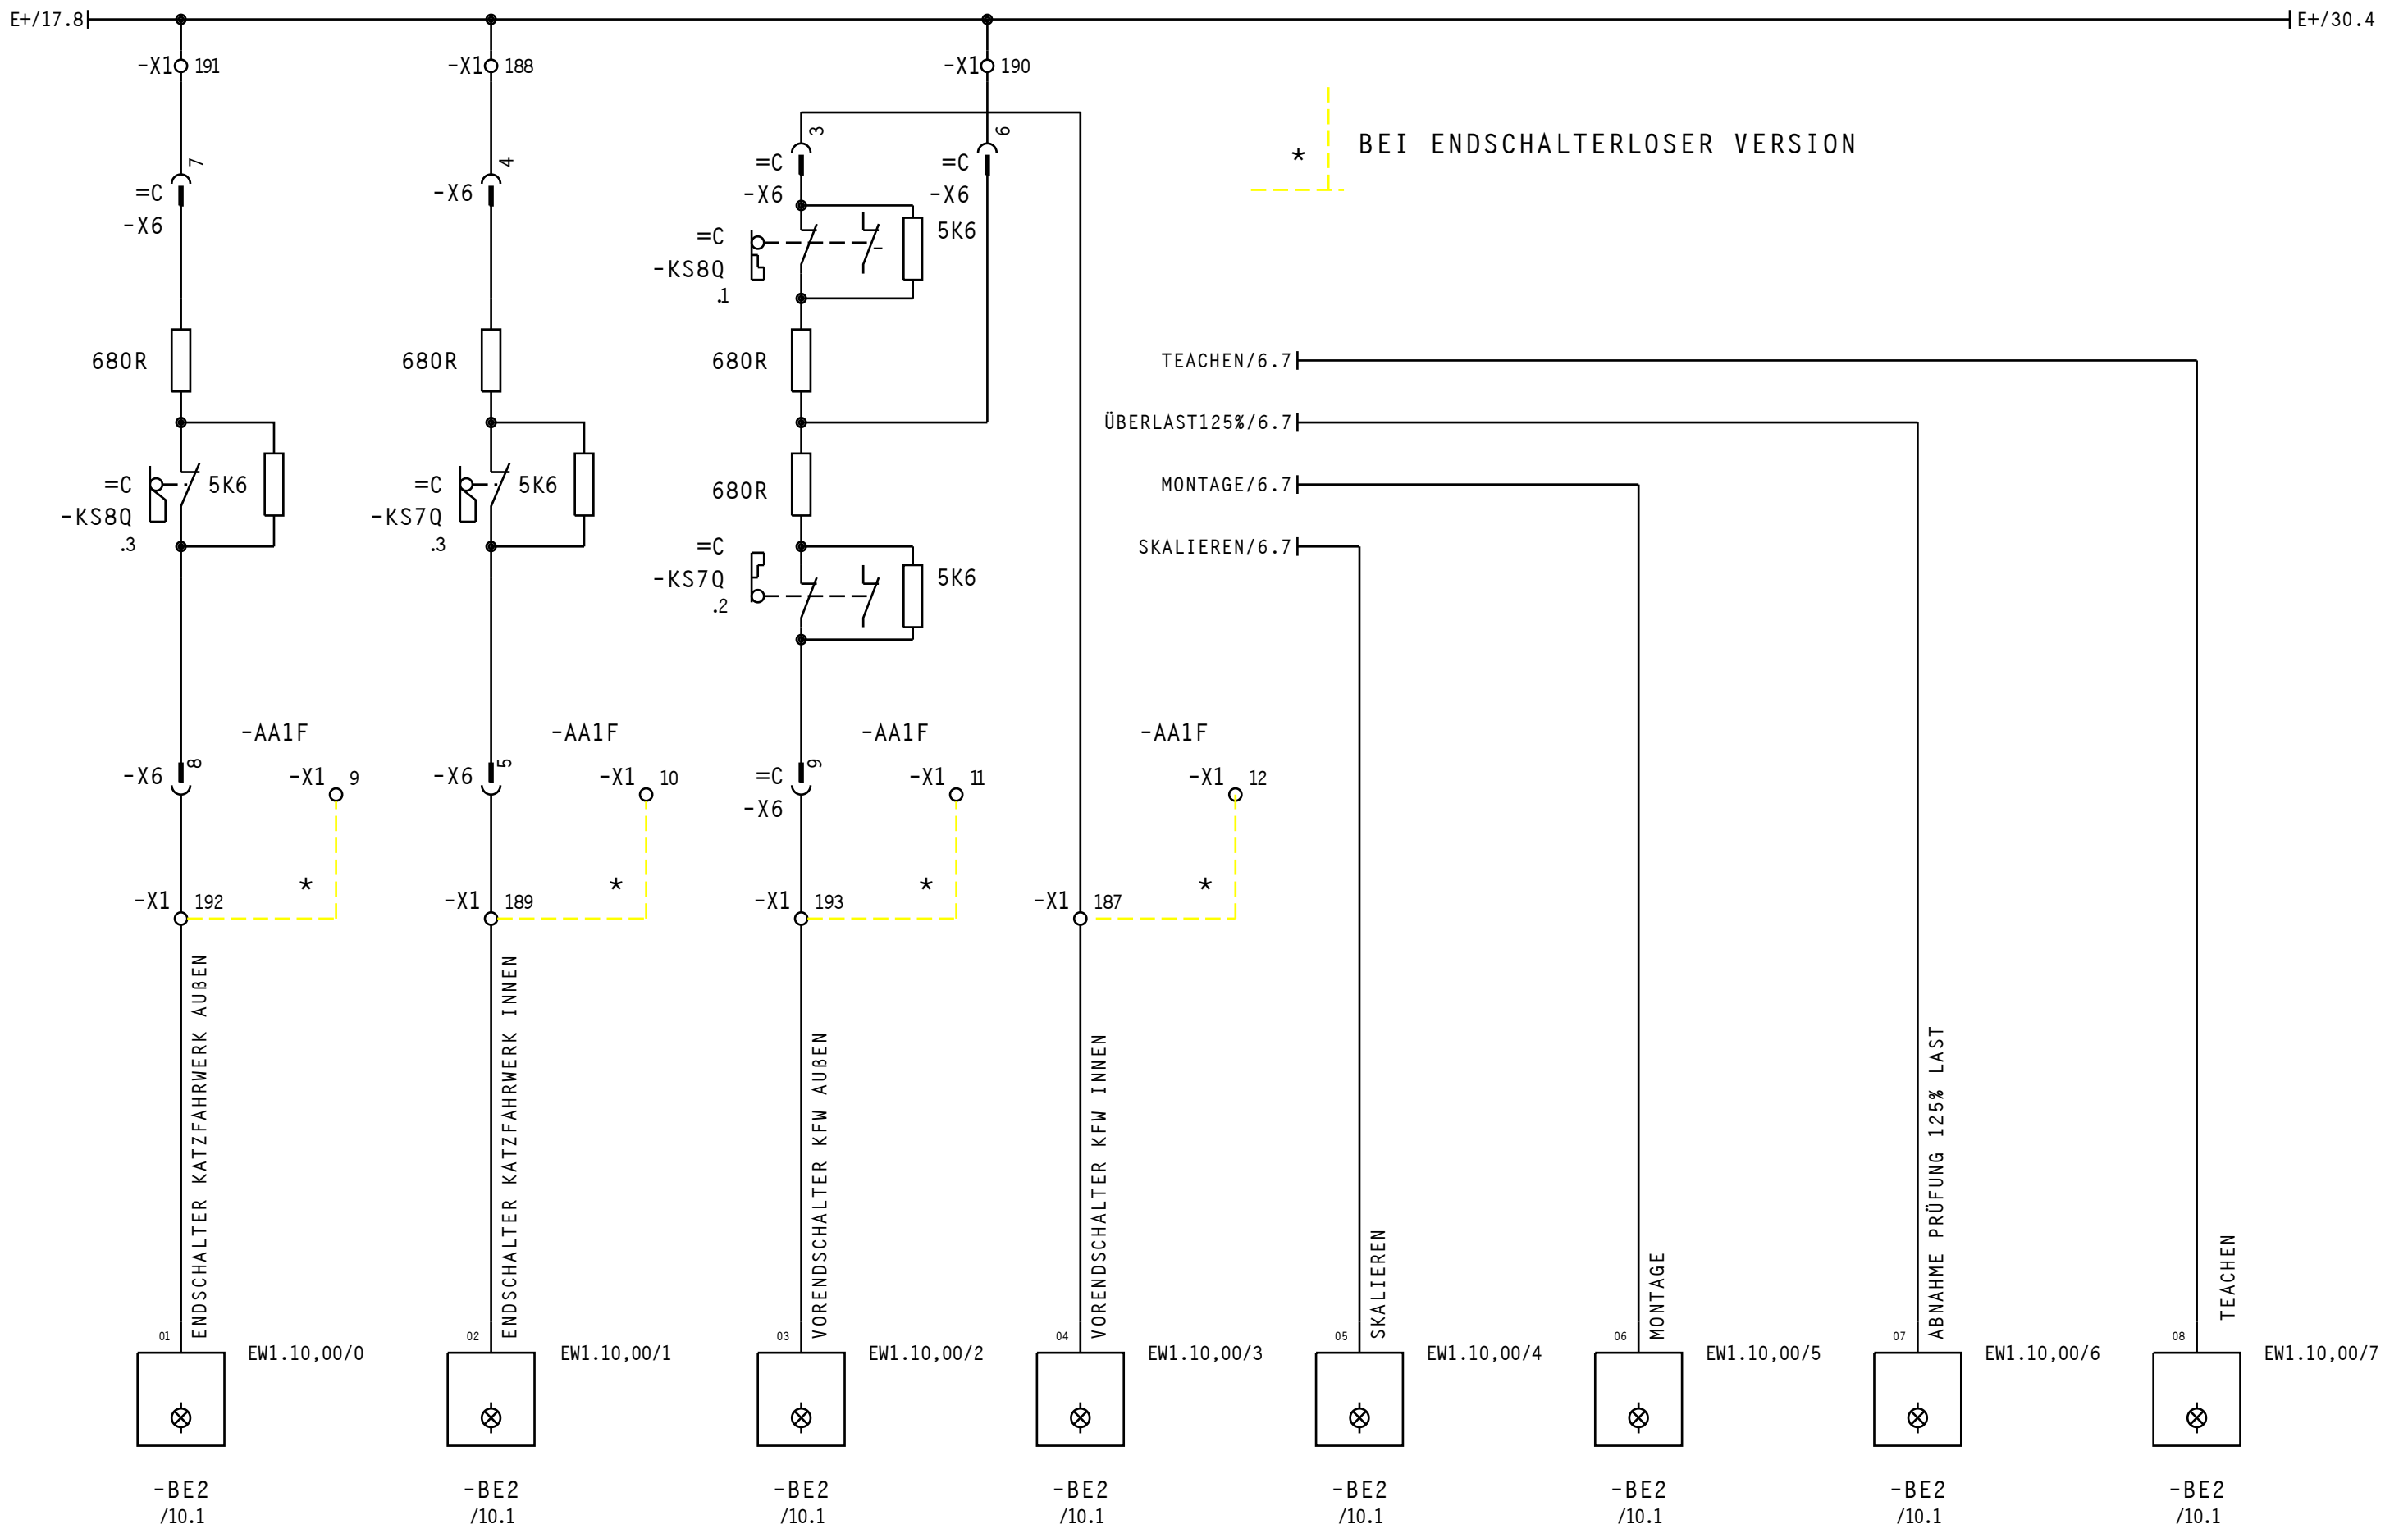 E+/17.8
E+/30.4
-X1 191
-X1 188
-X1 190
* BEI ENDSCHALTERLOSER VERSION
7
=C
-X6
4
-X6
3
=C
-X6
6
=C
-X6
=C
-KS8Q
.1
5K6
680R
680R
680R
TEACHEN/6.7
ÜBERLAST125%/6.7
MONTAGE/6.7
SKALIEREN/6.7
=C
-KS8Q
.3
5K6
=C
-KS7Q
.3
5K6
680R
=C
-KS7Q
.2
5K6
-AA1F
-AA1F
-AA1F
-AA1F
-X6 8
-X1 9
-X6 5
-X1 10
=C
-X6
9
-X1 11
-X1 12
*
*
*
*
-X1 192
-X1 189
-X1 193
-X1 187
ENDSCHALTER KATZFAHRWERK AUßEN
ENDSCHALTER KATZFAHRWERK INNEN
VORENDSCHALTER KFW AUßEN
VORENDSCHALTER KFW INNEN
SKALIEREN
MONTAGE
ABNAHME PRÜFUNG 125% LAST
TEACHEN
01
02
03
04
05
06
07
08
EW1.10,00/0
EW1.10,00/1
EW1.10,00/2
EW1.10,00/3
EW1.10,00/4
EW1.10,00/5
EW1.10,00/6
EW1.10,00/7
-BE2
/10.1
-BE2
/10.1
-BE2
/10.1
-BE2
/10.1
-BE2
/10.1
-BE2
/10.1
-BE2
/10.1
-BE2
/10.1